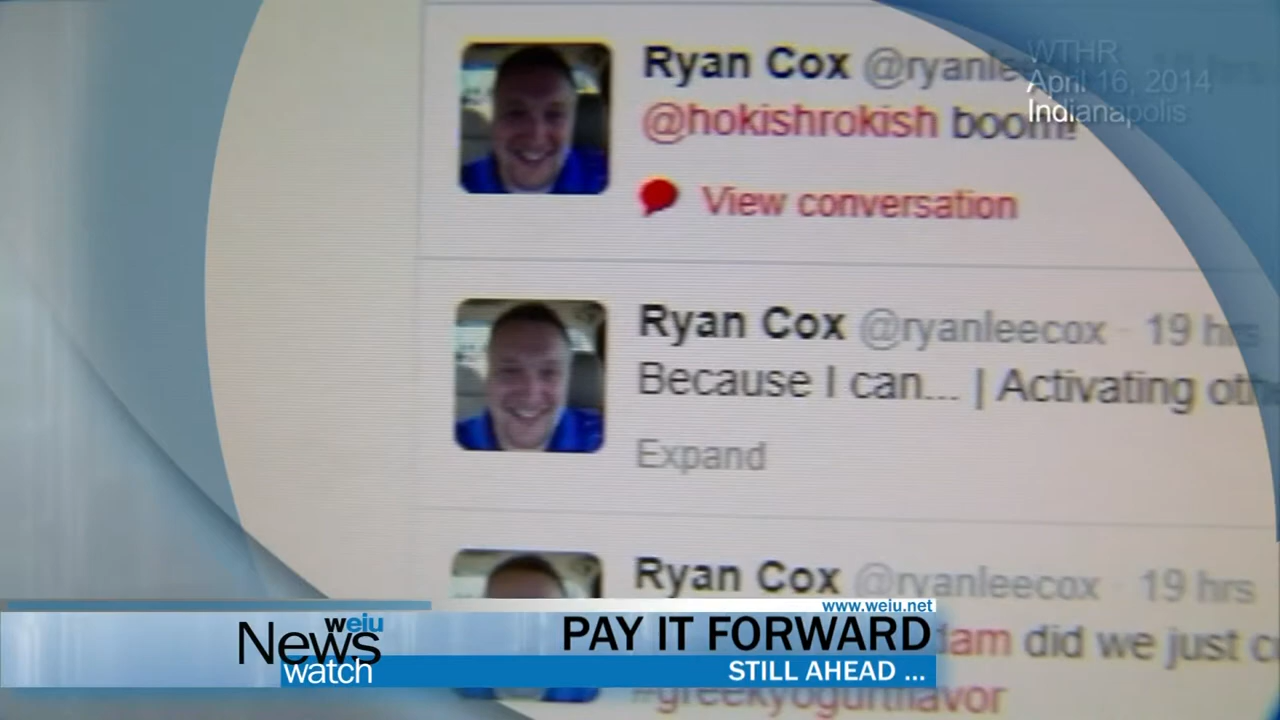 WTHR
April 16, 2014
Indianapolis
Ryan Cox @ryanle
@hokishrokish boom!
View conversation
Ryan Cox @ryanleecox · 19 hrs
Because I can... | Activating
Expand
Ryan Cox @ryanleecox · 19 hrs
did we just
#greekyogurtflavor
www.weiu.net
weiu
News
watch
PAY IT FORWARD
STILL AHEAD ...